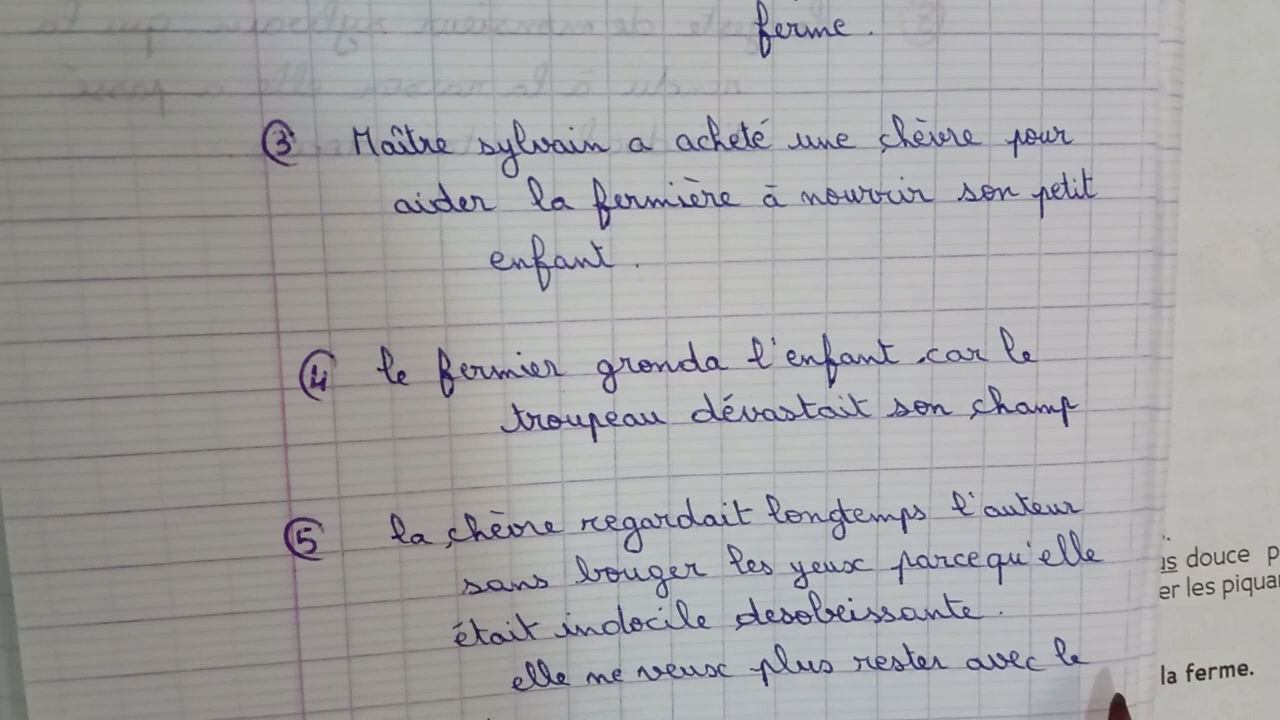 ferme.
③ Maître sylvain a acheté une chèvre pour
aider la fermière à nourrir son petit
enfant.
④ le fermier gronda l'enfant car le
troupeau dévastait son champ
⑤ la chèvre regardait longtemps l'auteur
sans bouger les yeux parcequ'elle
était indocile desobeissante.
elle ne veux plus rester avec le
is douce p
er les piqua
la ferme.